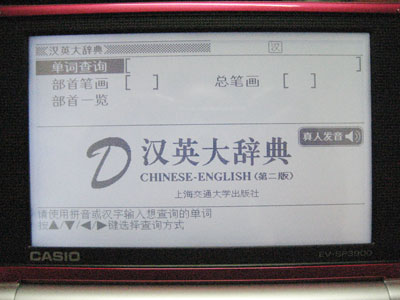 汉英大辞典
汉
单词查询 [ ]
部首笔画 [ ] 总笔画 [ ]
部首一览
真人发音
汉英大辞典
CHINESE-ENGLISH (第二版)
上海交通大学出版社
请使用拼音或汉字输入想查询的单词
按▲/▼/◀/▶键选择查询方式
CASIO
EV-SP3900